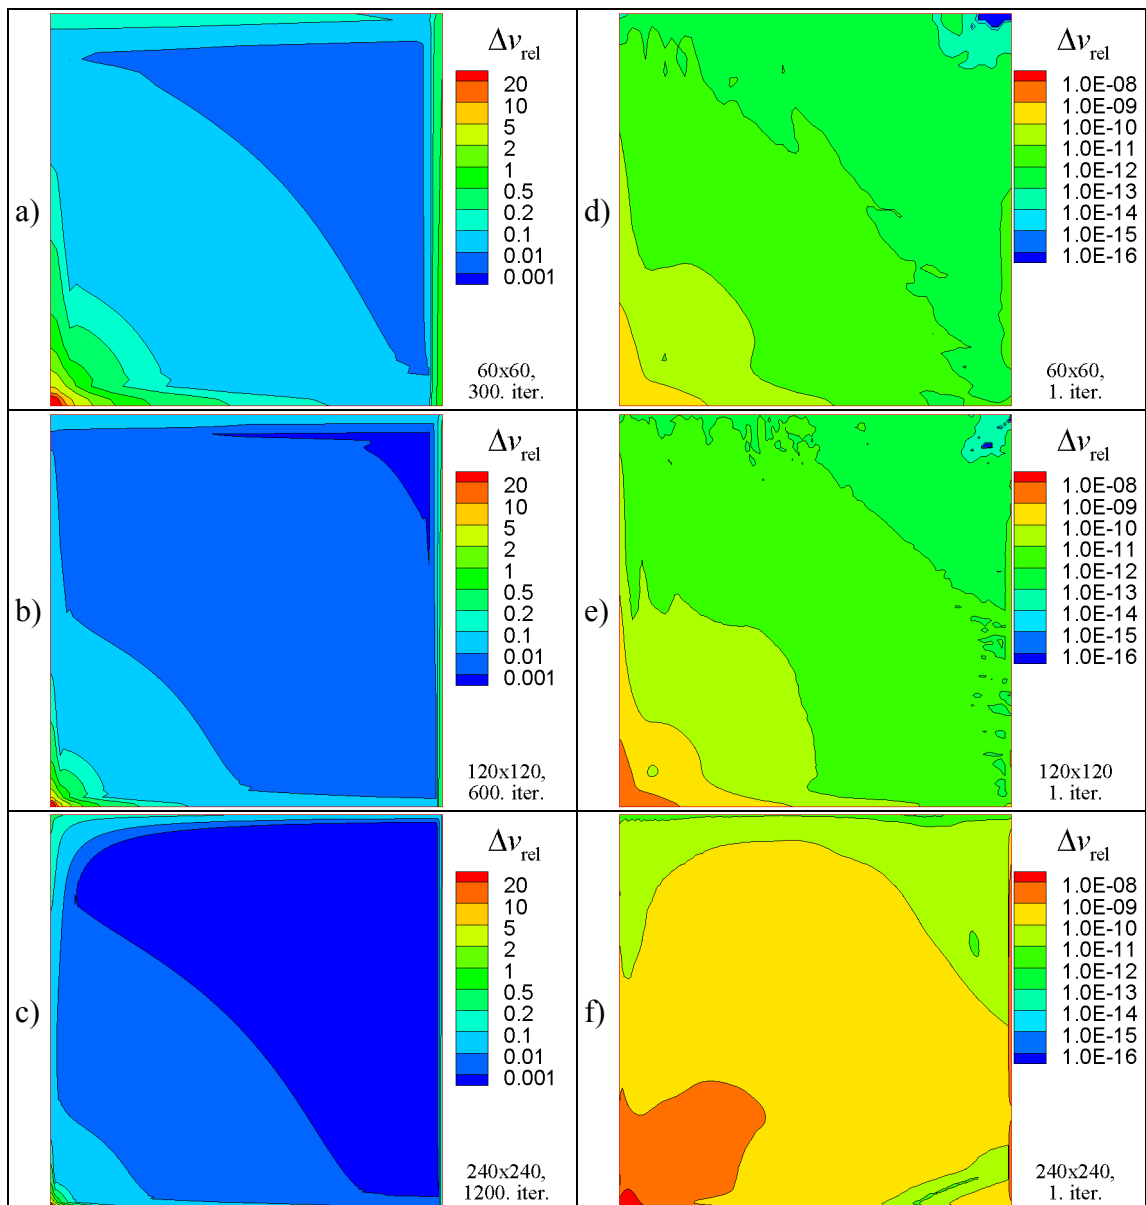 a)
Δv_rel
20
10
5
2
1
0.5
0.2
0.1
0.01
0.001
60x60,
300. iter.
d)
Δv_rel
1.0E-08
1.0E-09
1.0E-10
1.0E-11
1.0E-12
1.0E-13
1.0E-14
1.0E-15
1.0E-16
60x60,
1. iter.
b)
Δv_rel
20
10
5
2
1
0.5
0.2
0.1
0.01
0.001
120x120,
600. iter.
e)
Δv_rel
1.0E-08
1.0E-09
1.0E-10
1.0E-11
1.0E-12
1.0E-13
1.0E-14
1.0E-15
1.0E-16
120x120
1. iter.
c)
Δv_rel
20
10
5
2
1
0.5
0.2
0.1
0.01
0.001
240x240,
1200. iter.
f)
Δv_rel
1.0E-08
1.0E-09
1.0E-10
1.0E-11
1.0E-12
1.0E-13
1.0E-14
1.0E-15
1.0E-16
240x240,
1. iter.